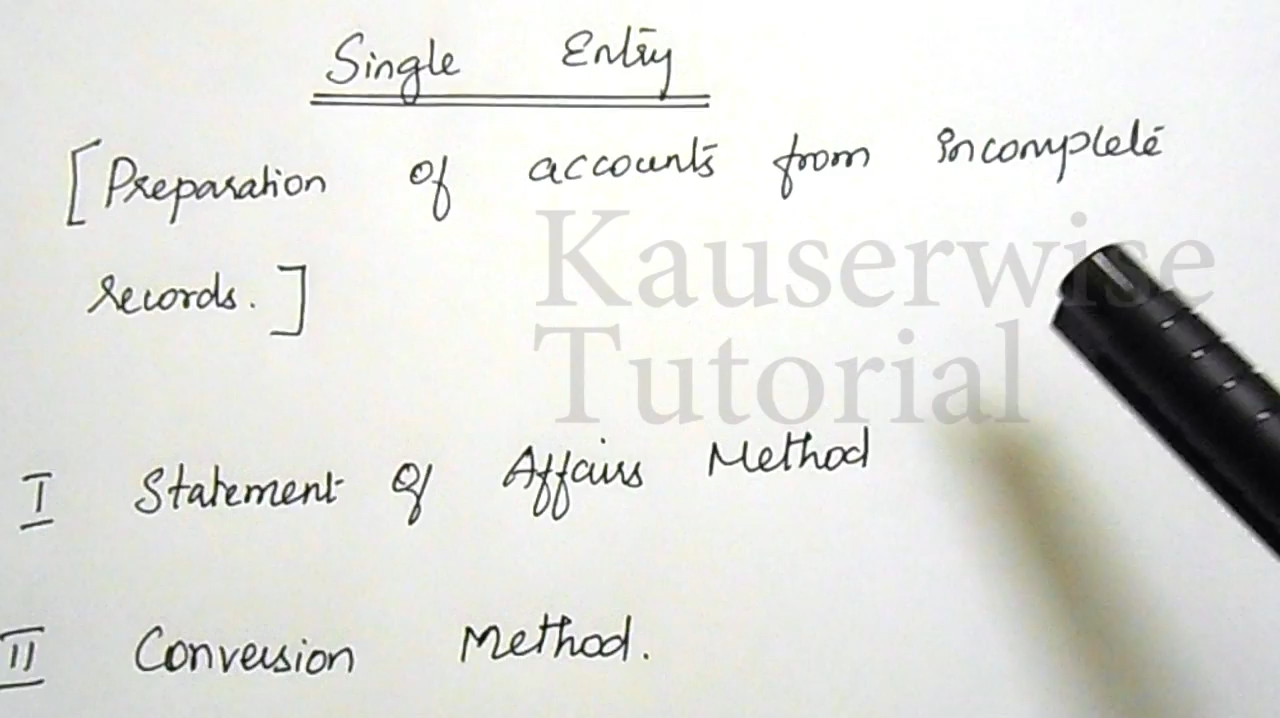 Single Entry
[Preparation of accounts from incomplete
records.]
Kauserwise
Tutorial
I Statement of Affairs Method
II Conversion Method.